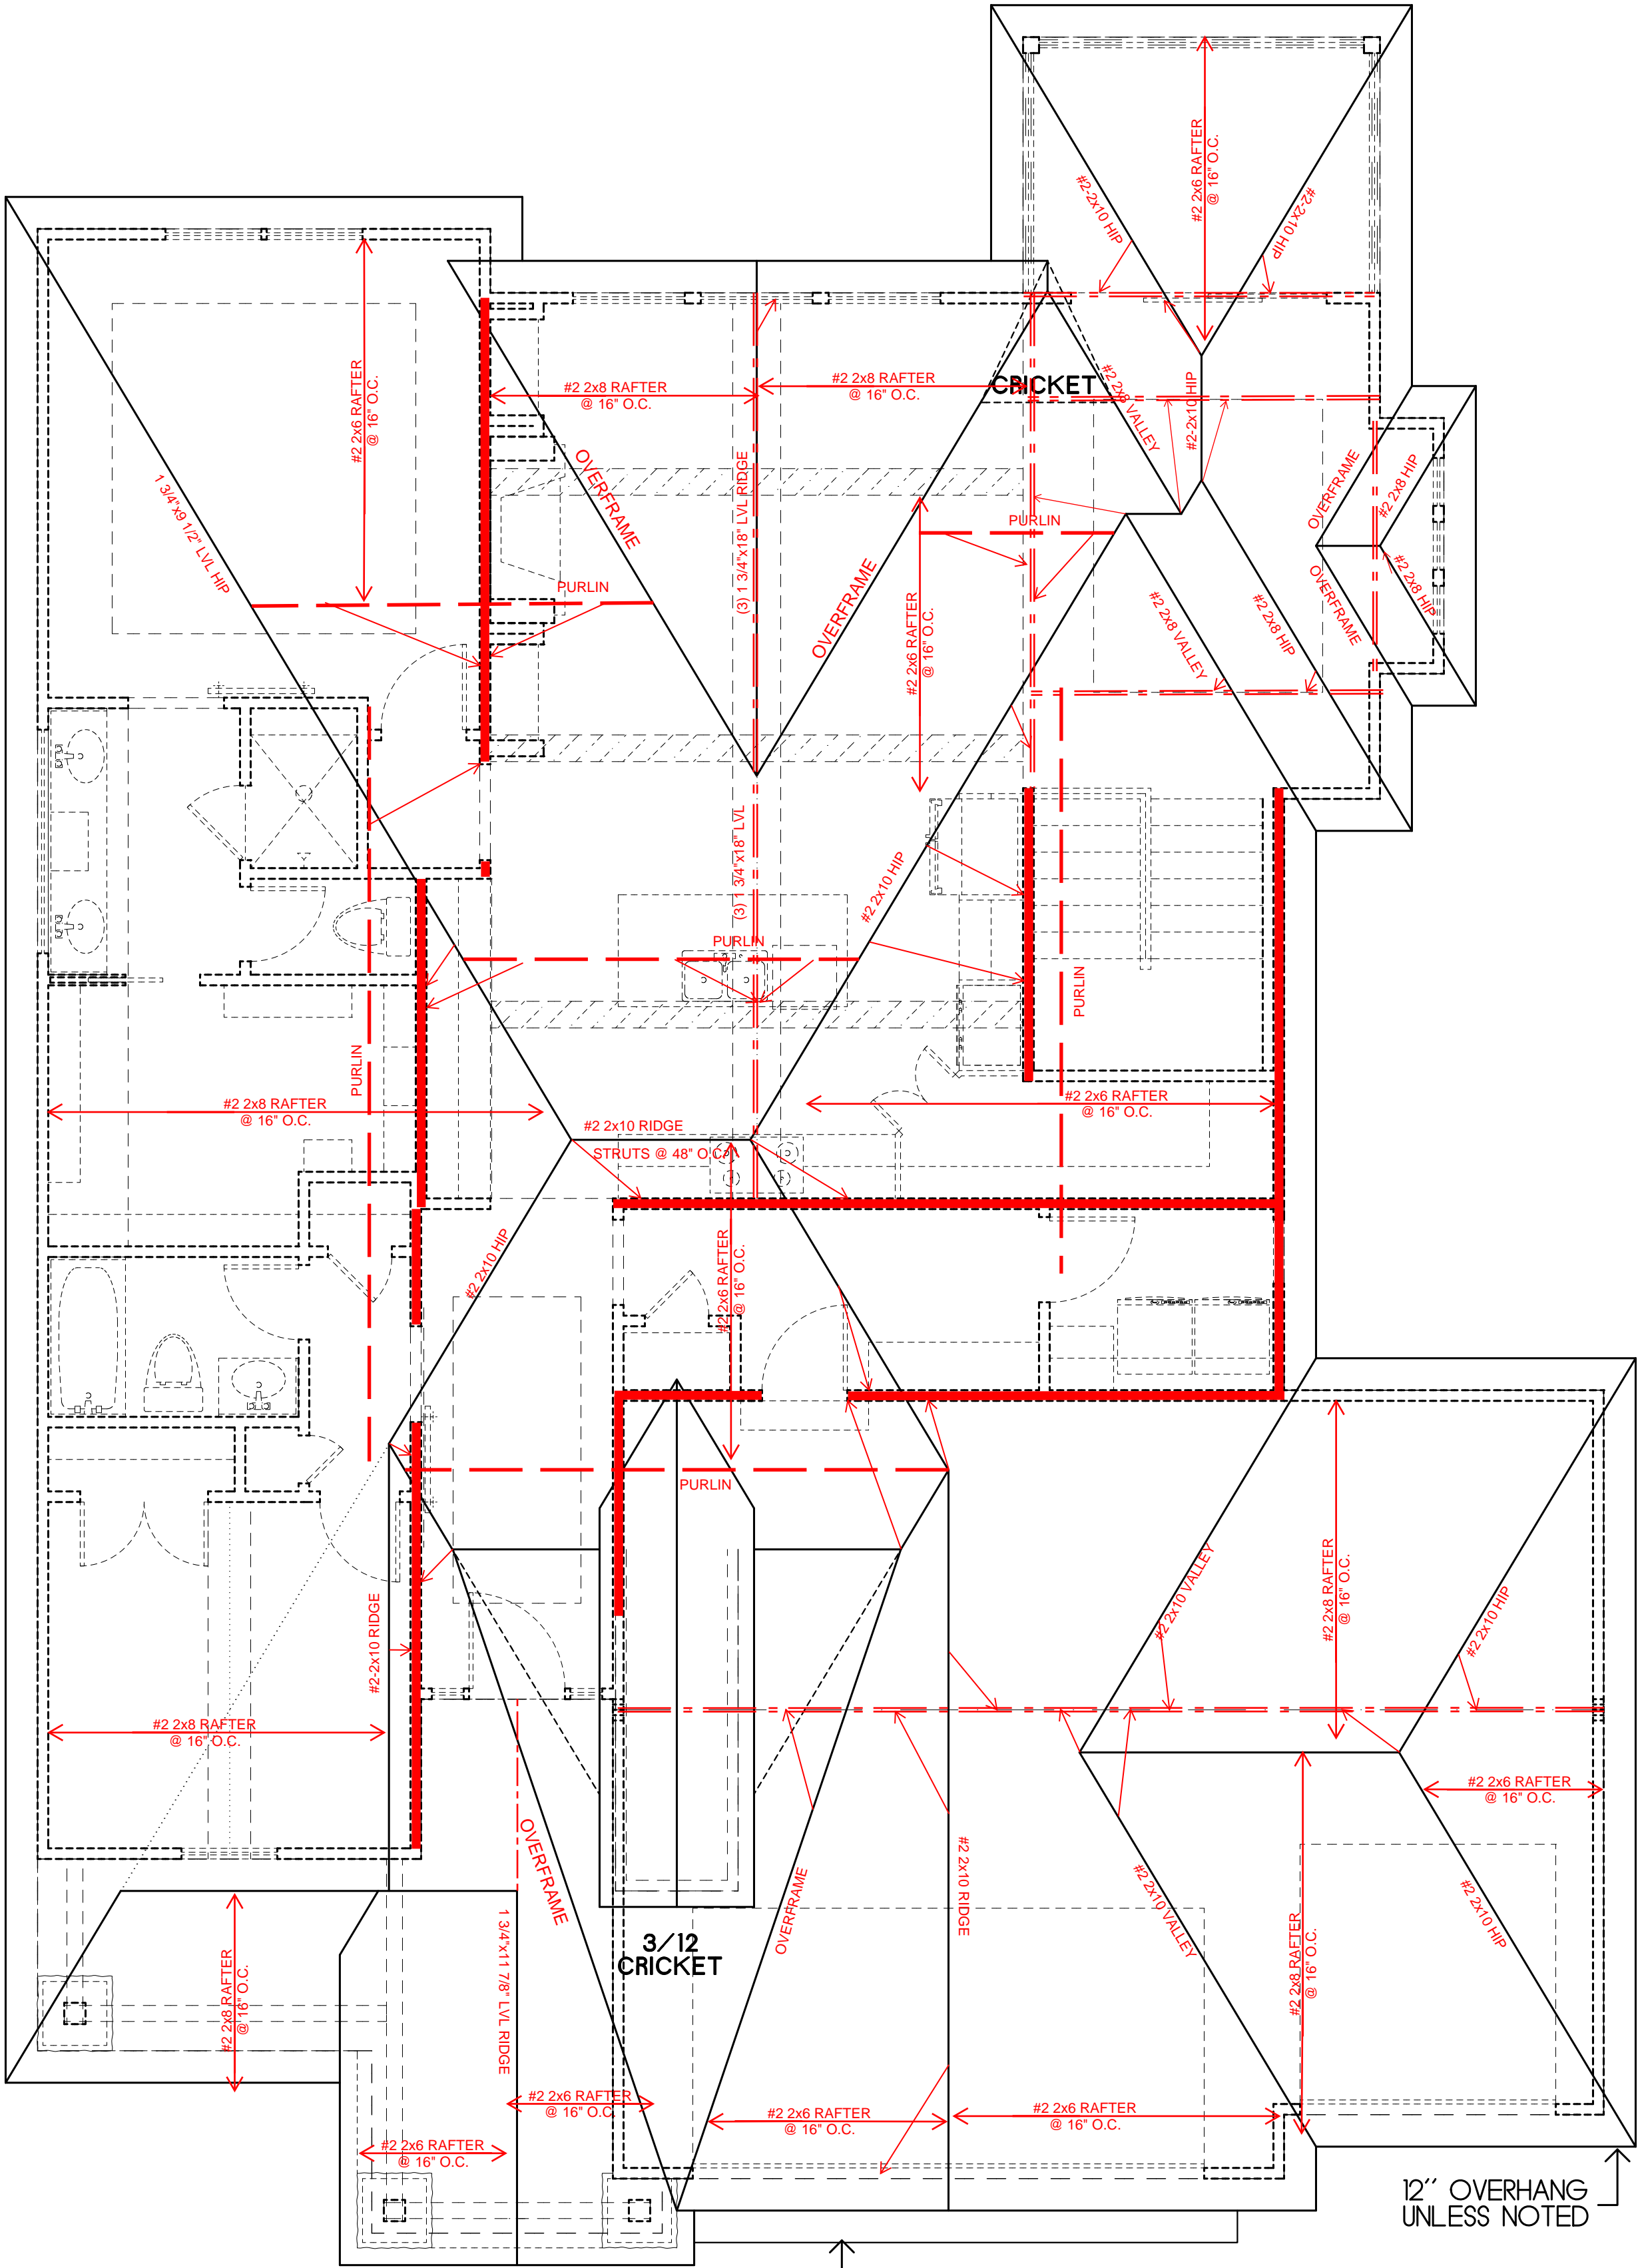 #2 2x6 RAFTER
@ 16" O.C.
#2-2x10 HIP
#2-2x10 HIP
#2 2x6 RAFTER
@ 16" O.C.
#2 2x8 RAFTER
@ 16" O.C.
#2 2x8 RAFTER
@ 16" O.C.
CRICKET
#2 2x8 VALLEY
#2-2x10 HIP
OVERFRAME
#2 2x8 HIP
1 3/4"x9 1/2" LVL HIP
OVERFRAME
(3) 1 3/4"x18" LVL RIDGE
PURLIN
PURLIN
OVERFRAME
#2 2x6 RAFTER
@ 16" O.C.
#2 2x8 VALLEY
#2 2x8 HIP
OVERFRAME
#2 2x8 HIP
(3) 1 3/4"x18" LVL
#2 2x10 HIP
PURLIN
PURLIN
PURLIN
#2 2x8 RAFTER
@ 16" O.C.
#2 2x6 RAFTER
@ 16" O.C.
#2 2x10 RIDGE
STRUTS @ 48" O.C.
#2 2x10 HIP
#2 2x6 RAFTER
@ 16" O.C.
PURLIN
#2-2x10 RIDGE
#2 2x10 VALLEY
#2 2x8 RAFTER
@ 16" O.C.
#2 2x10 HIP
#2 2x8 RAFTER
@ 16" O.C.
#2 2x6 RAFTER
@ 16" O.C.
OVERFRAME
OVERFRAME
#2 2x10 RIDGE
#2 2x10 VALLEY
#2 2x10 HIP
3/12
CRICKET
1 3/4"x11 7/8" LVL RIDGE
#2 2x8 RAFTER
@ 16" O.C.
#2 2x8 RAFTER
@ 16" O.C.
#2 2x6 RAFTER
@ 16" O.C.
#2 2x6 RAFTER
@ 16" O.C.
#2 2x6 RAFTER
@ 16" O.C.
#2 2x6 RAFTER
@ 16" O.C.
12'' OVERHANG
UNLESS NOTED